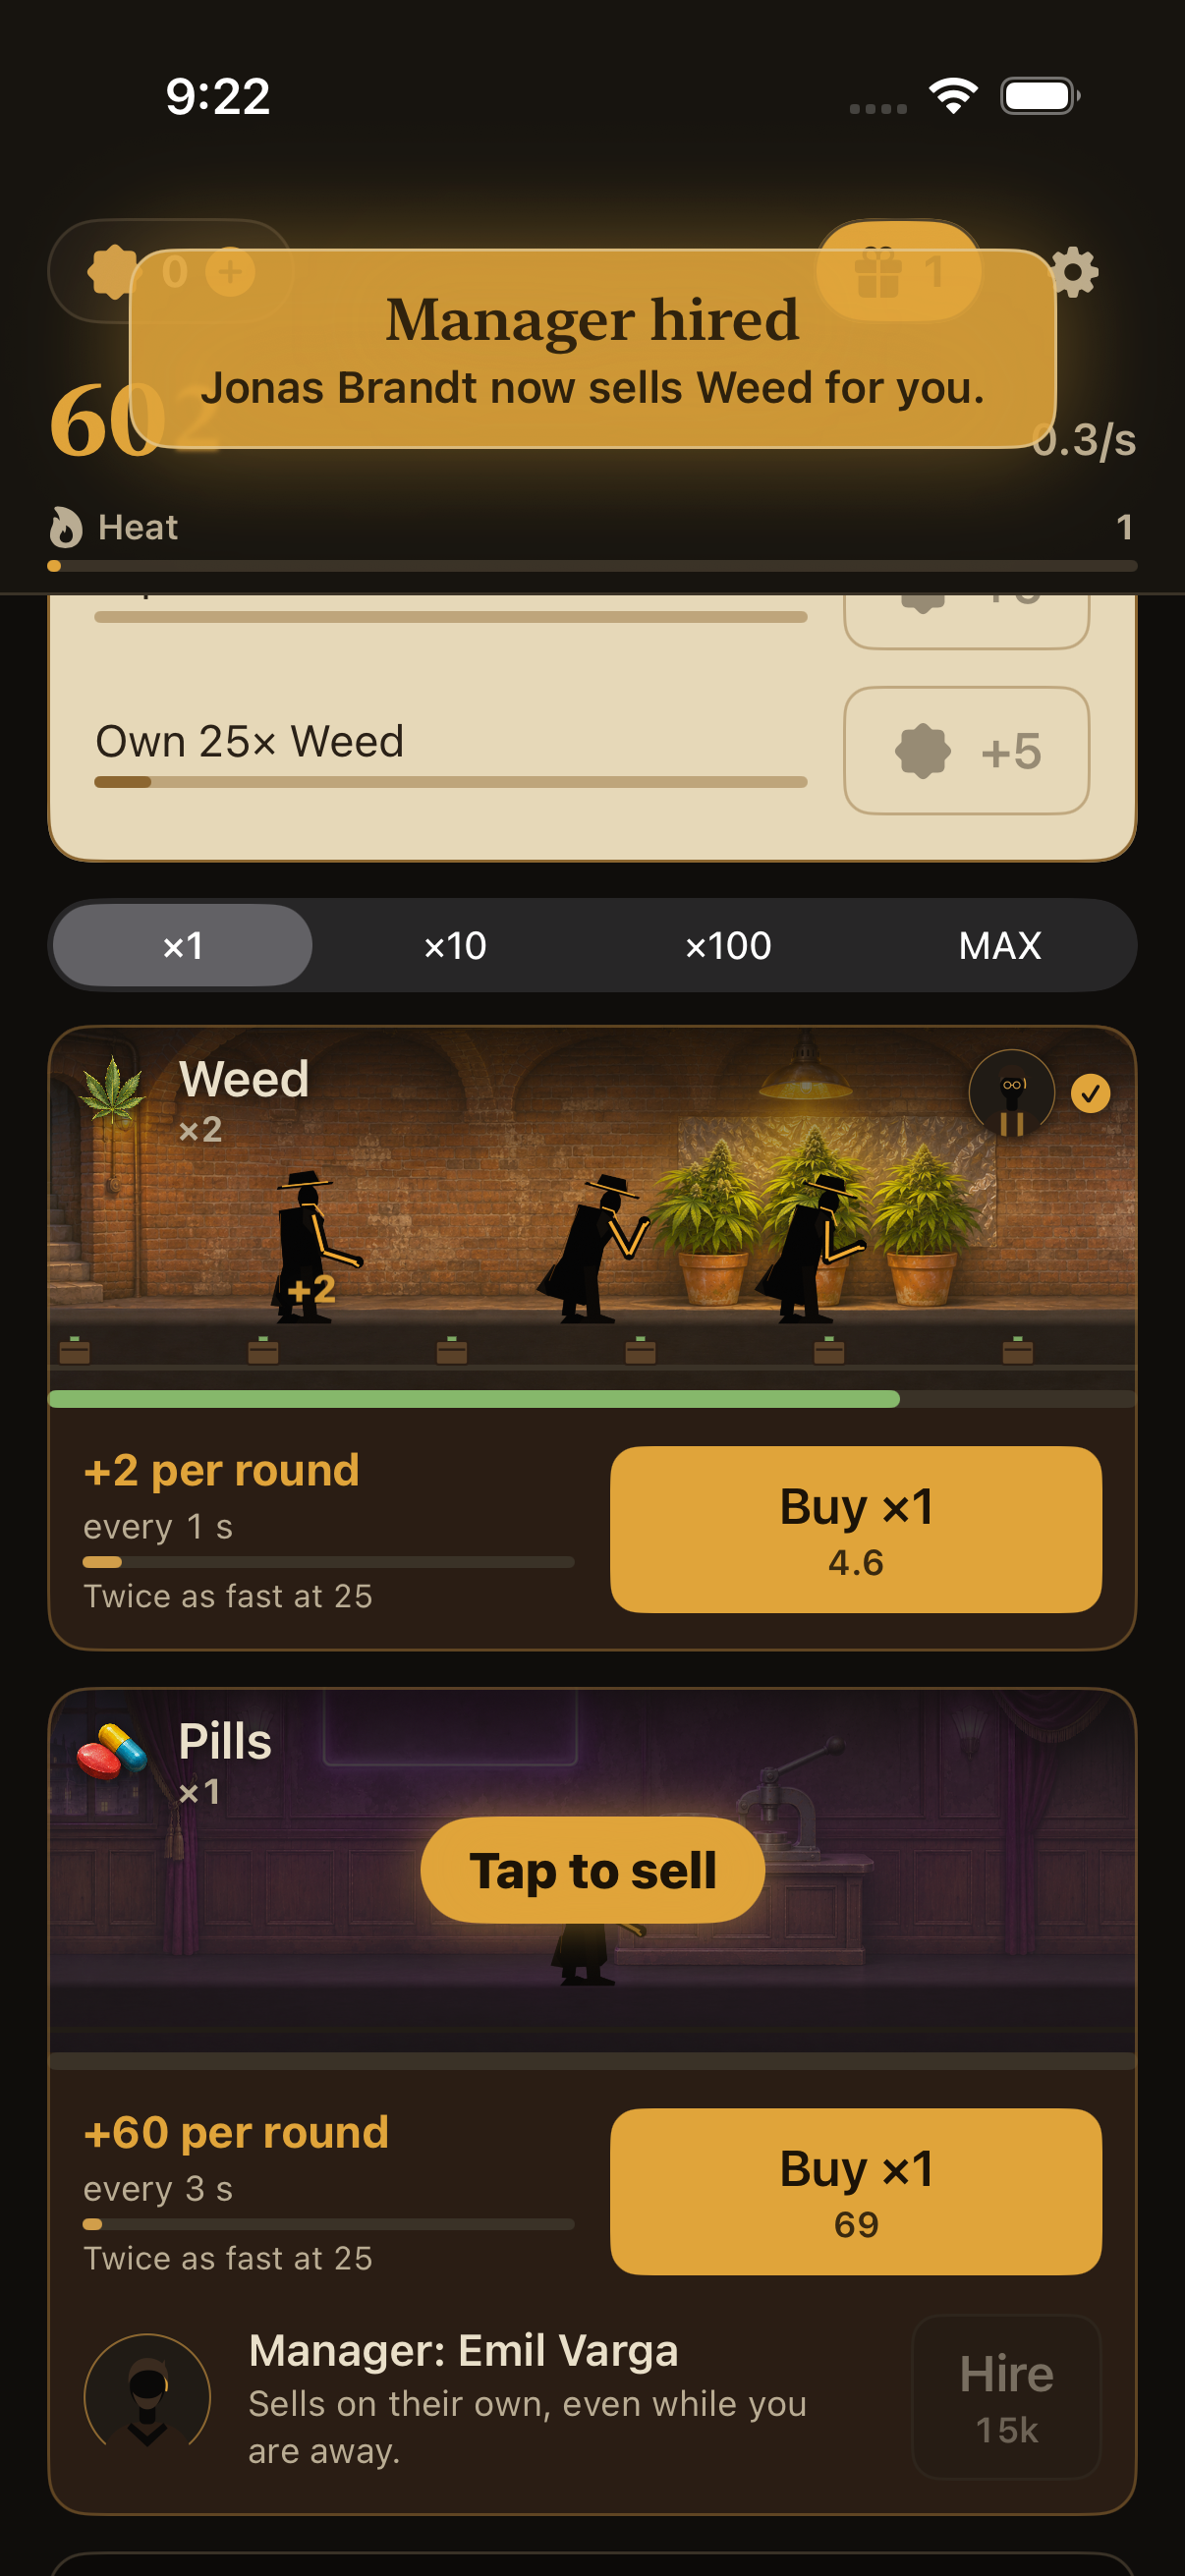 9:22
0
1
Manager hired
Jonas Brandt now sells Weed for you.
602
0.3/s
Heat
1
Own 25× Weed
+5
×1
×10
×100
MAX
Weed
×2
+2
+2 per round
every 1 s
Twice as fast at 25
Buy ×1
4.6
Pills
×1
Tap to sell
+60 per round
every 3 s
Twice as fast at 25
Buy ×1
69
Manager: Emil Varga
Sells on their own, even while you
are away.
Hire
15k